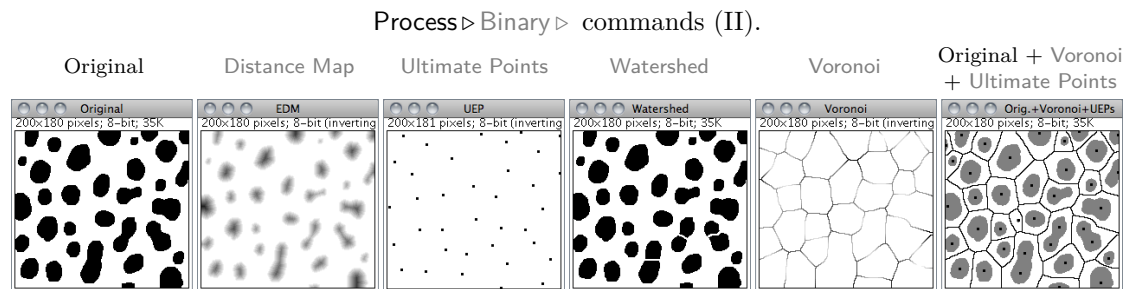 Process▹Binary▹ commands (II).
Original
Distance Map
Ultimate Points
Watershed
Voronoi
Original + Voronoi
+ Ultimate Points
Original
200x180 pixels; 8-bit; 35K
EDM
200x180 pixels; 8-bit (inverting
UEP
200x181 pixels; 8-bit (inverting
Watershed
200x180 pixels; 8-bit; 35K
Voronoi
200x180 pixels; 8-bit (inverting
Orig.+Voronoi+UEPs
200x180 pixels; 8-bit; 35K